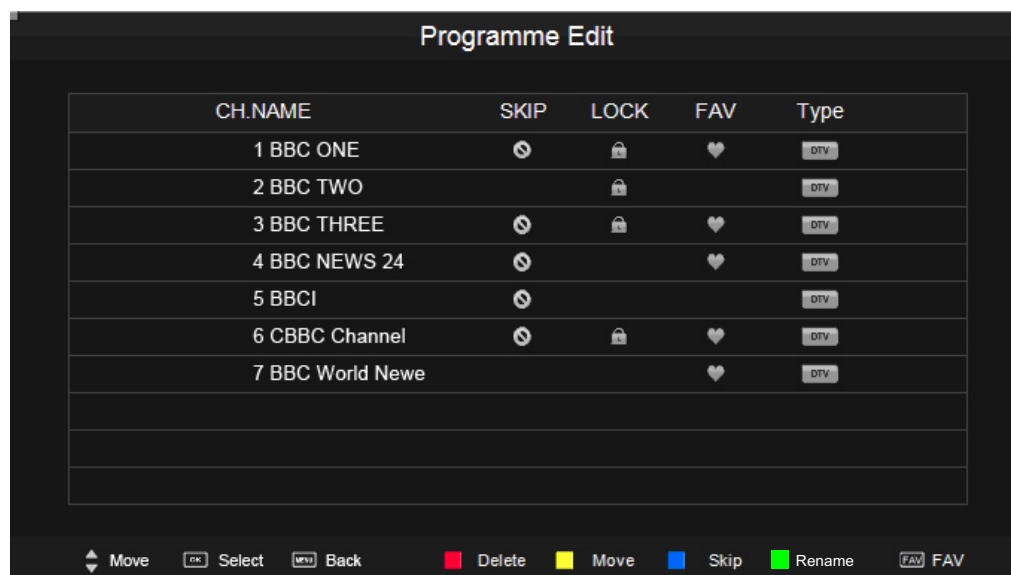 Programme Edit
CH.NAME SKIP LOCK FAV Type
1 BBC ONE DTV
2 BBC TWO DTV
3 BBC THREE DTV
4 BBC NEWS 24 DTV
5 BBCI DTV
6 CBBC Channel DTV
7 BBC World Newe DTV
Move OK Select MENU Back Delete Move Skip Rename FAV FAV